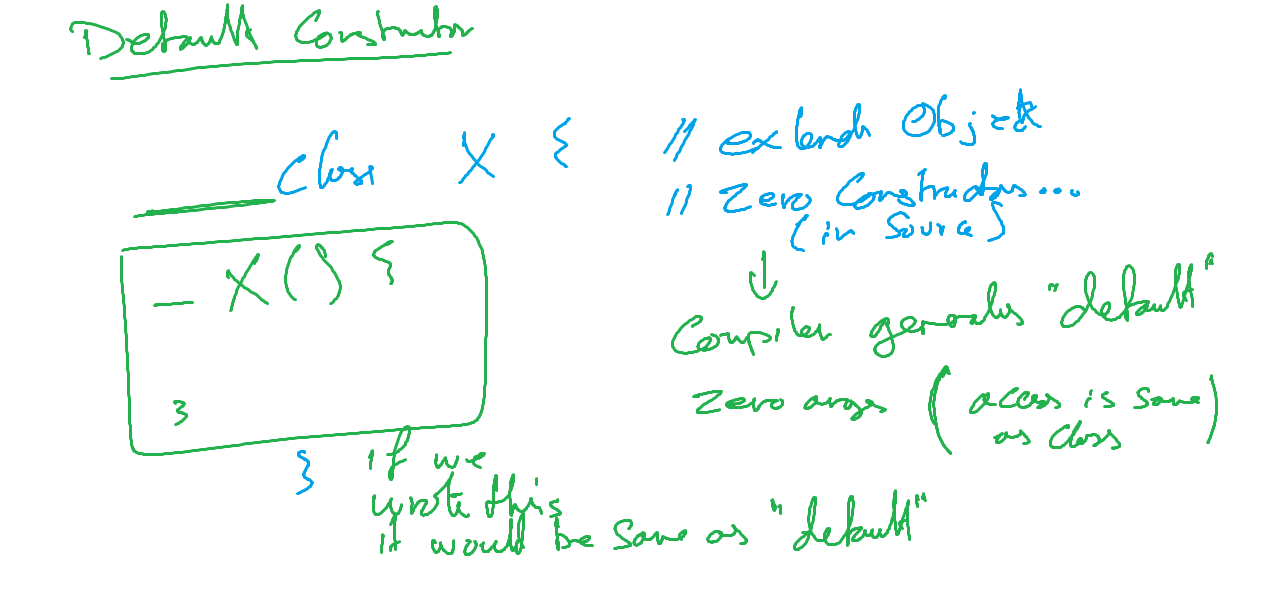 Default Constructor
class X { // extends Object
// Zero Constructors...
(in source)
_ X() {
↓
Compiler generates "default"
zero args (access is same
as class)
}
}
if we
wrote this
it would be same as "default"